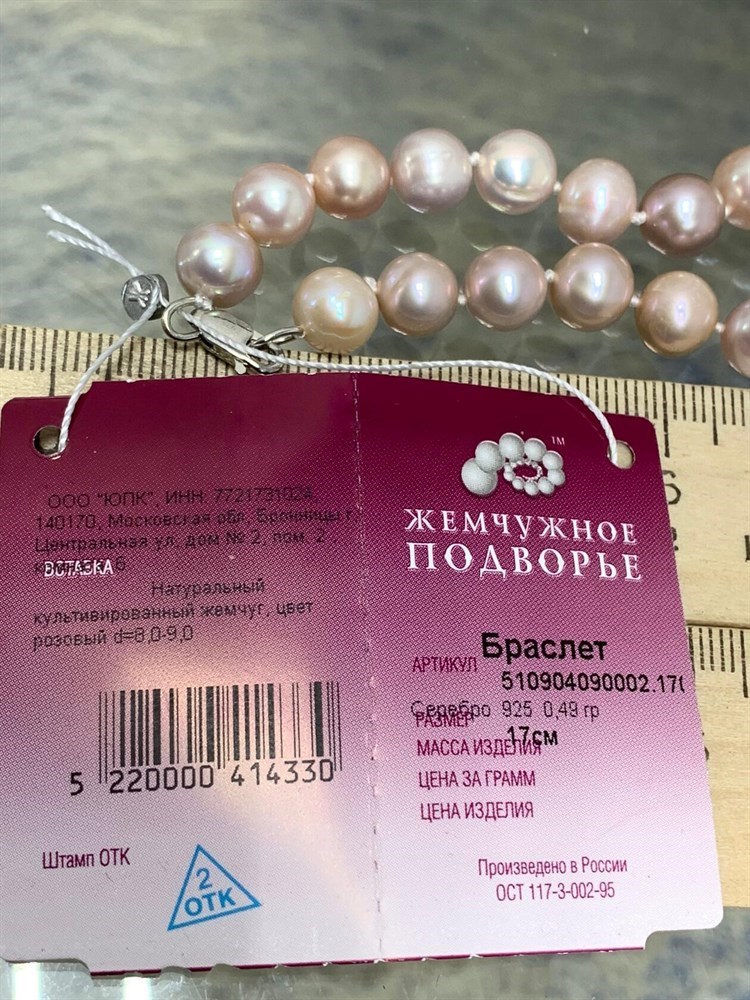 ООО "ЮПК", ИНН 7721731024
140170, Московская обл, Бронницы г,
Центральная ул, дом № 2, пом. 2
ВСТАВКА
Натуральный
культивированный жемчуг, цвет
розовый d=8,0-9,0
5 220000 414330
Штамп ОТК
2
ОТК
TM
ЖЕМЧУЖНОЕ
ПОДВОРЬЕ
Браслет
АРТИКУЛ
510904090002.17
Серебро 925 0,49 гр
РАЗМЕР
17см
МАССА ИЗДЕЛИЯ
ЦЕНА ЗА ГРАММ
ЦЕНА ИЗДЕЛИЯ
Произведено в России
ОСТ 117-3-002-95